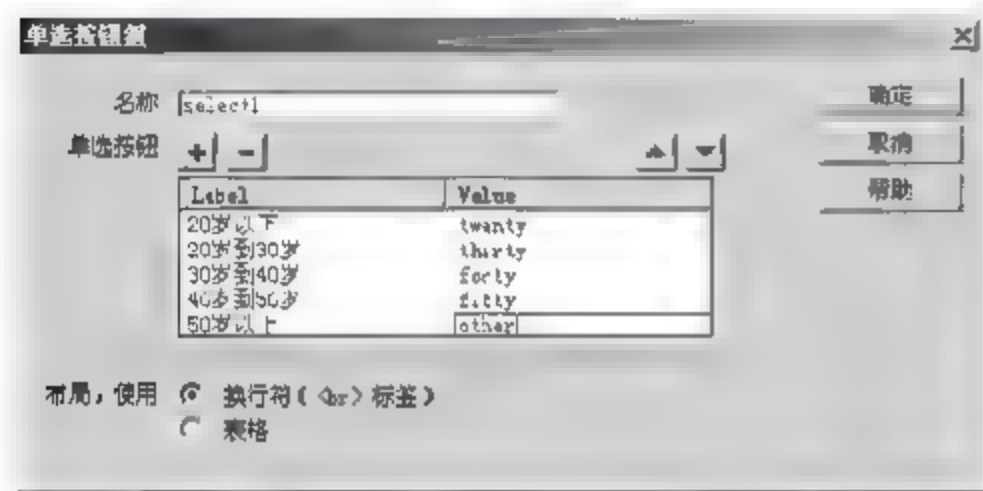 单选按钮组
名称 select1
确定
单选按钮 + -
取消
帮助
Label Value
20岁以下 twenty
20岁到30岁 thirty
30岁到40岁 forty
40岁到50岁 fifty
50岁以上 other
布局，使用 换行符（<br>标签）
表格